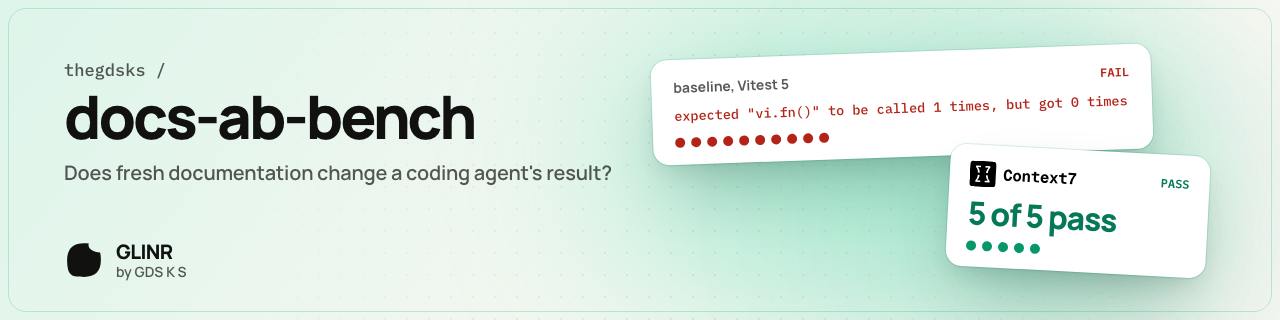 thegdsks /
docs-ab-bench
Does fresh documentation change a coding agent's result?
GLINR
by GDS K S
baseline, Vitest 5
FAIL
expected "vi.fn()" to be called 1 times, but got 0 times
Context7
PASS
5 of 5 pass